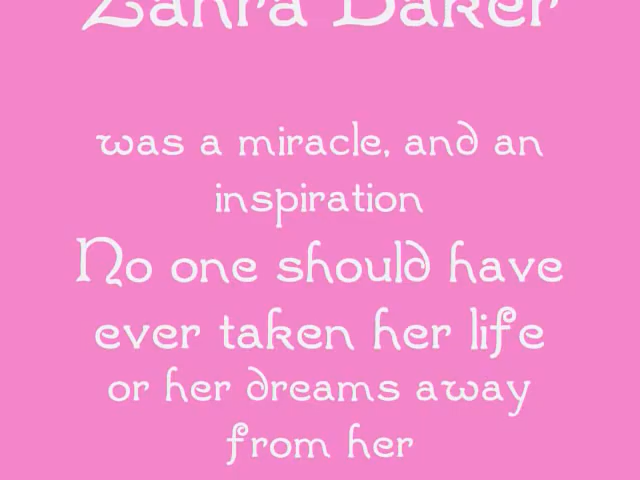 Zahra Baker
was a miracle, and an
inspiration
No one should have
ever taken her life
or her dreams away
from her